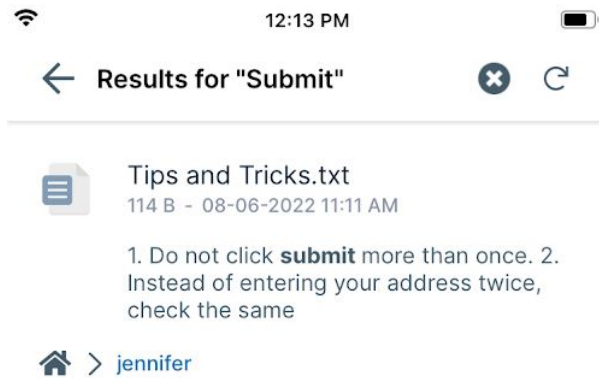 12:13 PM
Results for "Submit"
Tips and Tricks.txt
114 B - 08-06-2022 11:11 AM
1. Do not click submit more than once. 2.
Instead of entering your address twice,
check the same
jennifer